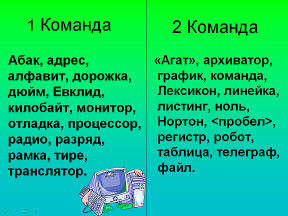 1 Команда
Абак, адрес,
алфавит, дорожка,
дюйм, Евклид,
килобайт, монитор,
отладка, процессор,
радио, разряд,
рамка, тире,
транслятор.
2 Команда
«Агат», архиватор,
график, команда,
Лексикон, линейка,
листинг, ноль,
Нортон, <пробел>,
регистр, робот,
таблица, телеграф,
файл.